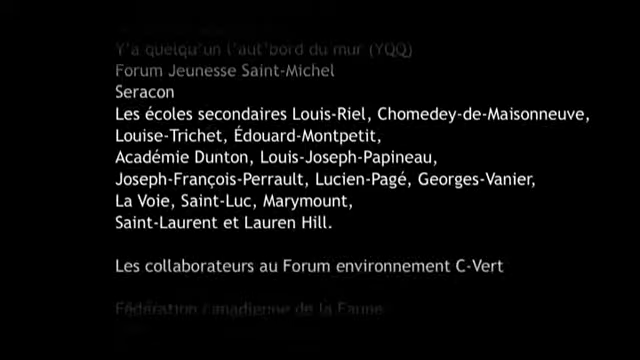 Y'a quelqu'un l'aut'bord du mur (YQQ)
Forum Jeunesse Saint-Michel
Seracon
Les écoles secondaires Louis-Riel, Chomedey-de-Maisonneuve,
Louise-Trichet, Édouard-Montpetit,
Académie Dunton, Louis-Joseph-Papineau,
Joseph-François-Perrault, Lucien-Pagé, Georges-Vanier,
La Voie, Saint-Luc, Marymount,
Saint-Laurent et Lauren Hill.
Les collaborateurs au Forum environnement C-Vert
Fédération Canadienne de la Faune